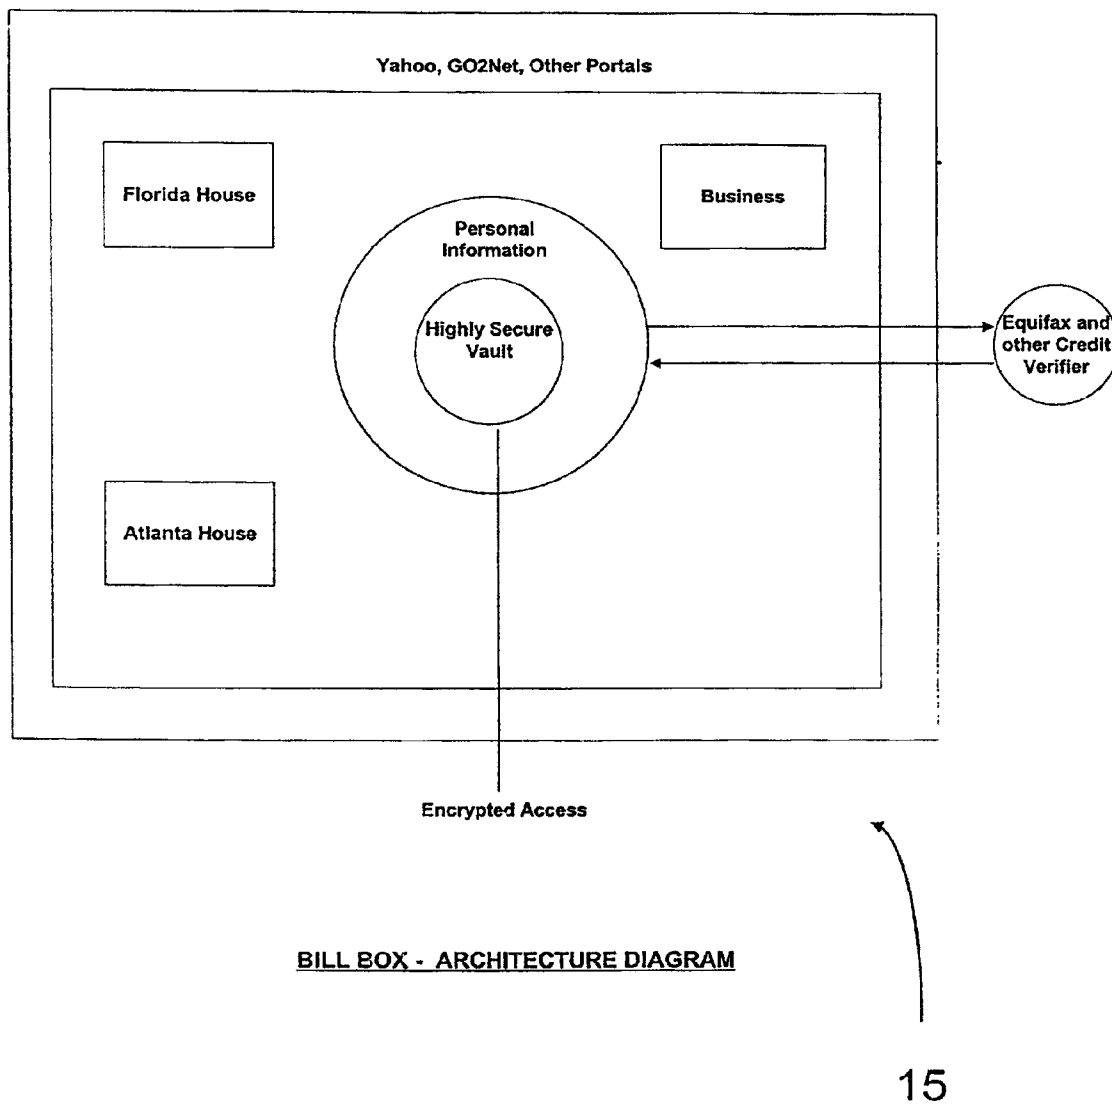 Yahoo, GO2Net, Other Portals
Florida House
Business
Personal
Information
Highly Secure
Vault
Equifax and
other Credit
Verifier
Atlanta House
Encrypted Access
BILL BOX - ARCHITECTURE DIAGRAM
15